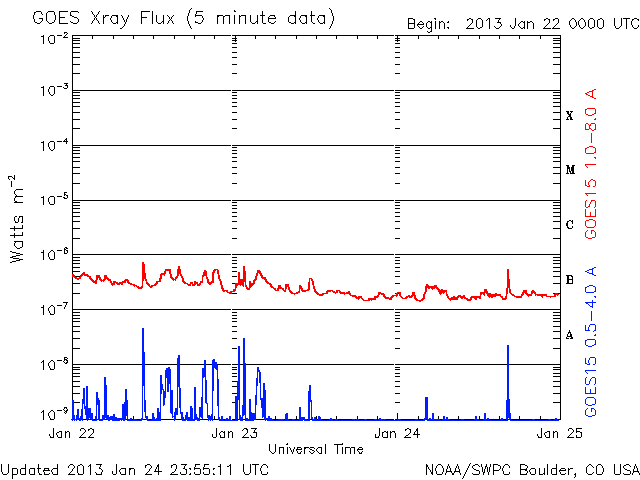 GOES Xray Flux (5 minute data)
Begin: 2013 Jan 22 0000 UTC
10⁻²
10⁻³
10⁻⁴
10⁻⁵
10⁻⁶
10⁻⁷
10⁻⁸
10⁻⁹
Watts m⁻²
X
M
C
B
A
GOES15 1.0-8.0 A
GOES15 0.5-4.0 A
Jan 22
Jan 23
Jan 24
Jan 25
Universal Time
Updated 2013 Jan 24 23:55:11 UTC
NOAA/SWPC Boulder, CO USA